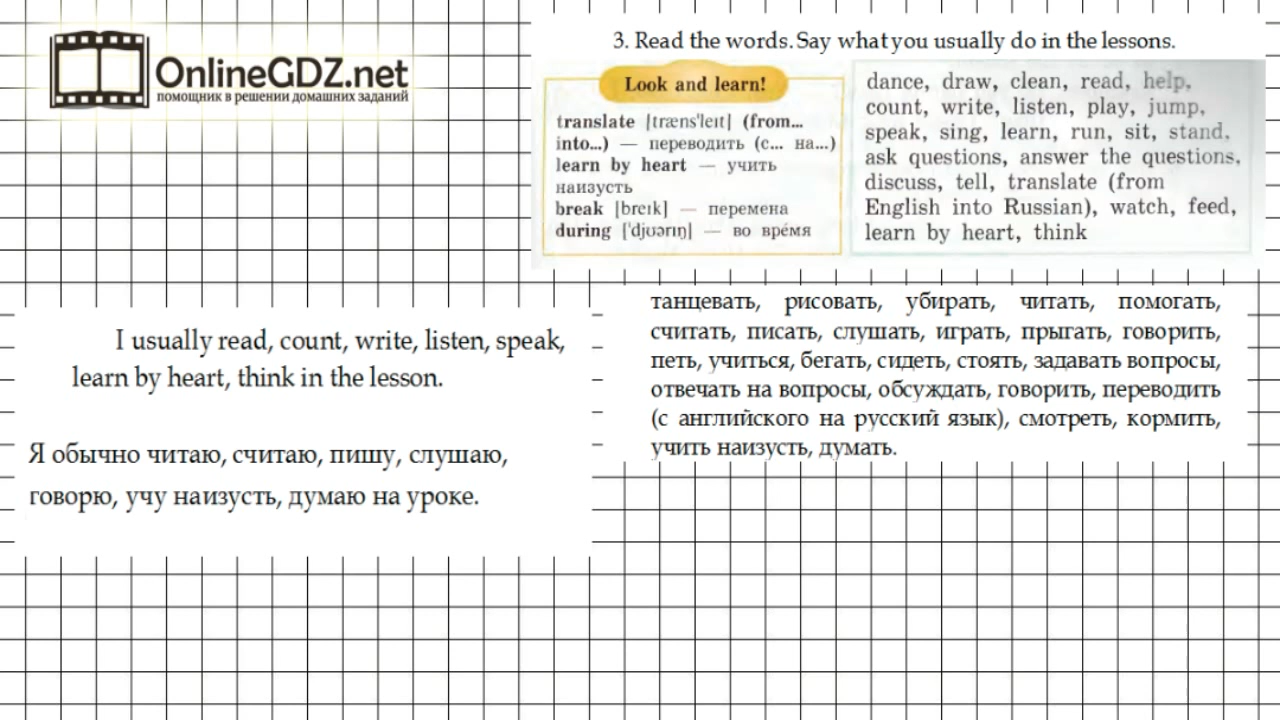 OnlineGDZ.net
помощник в решении домашних заданий
3. Read the words. Say what you usually do in the lessons.
Look and learn!
translate [træns'leɪt] (from...
into...) — переводить (с... на...)
learn by heart — учить
наизусть
break [breɪk] — перемена
during ['djʊərɪŋ] — во врéмя
dance, draw, clean, read, help,
count, write, listen, play, jump,
speak, sing, learn, run, sit, stand,
ask questions, answer the questions,
discuss, tell, translate (from
English into Russian), watch, feed,
learn by heart, think
I usually read, count, write, listen, speak,
learn by heart, think in the lesson.
Я обычно читаю, считаю, пишу, слушаю,
говорю, учу наизусть, думаю на уроке.
танцевать, рисовать, убирать, читать, помогать,
считать, писать, слушать, играть, прыгать, говорить,
петь, учиться, бегать, сидеть, стоять, задавать вопросы,
отвечать на вопросы, обсуждать, говорить, переводить
(с английского на русский язык), смотреть, кормить,
учить наизусть, думать.